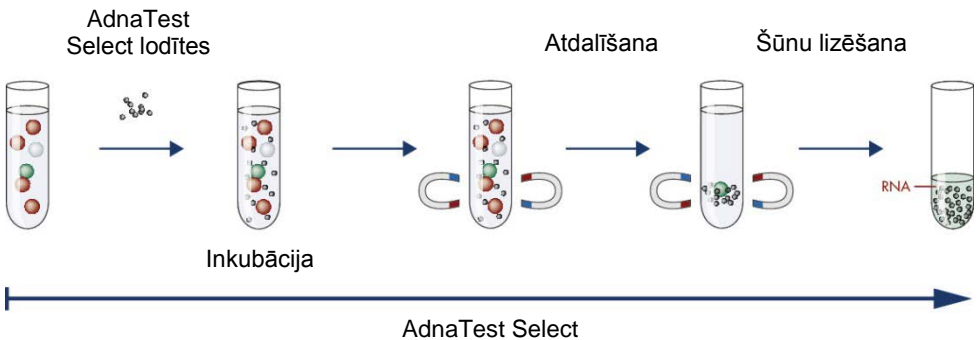 AdnaTest
Select lodītes
Atdalīšana
Šūnu lizēšana
RNA
Inkubācija
AdnaTest Select